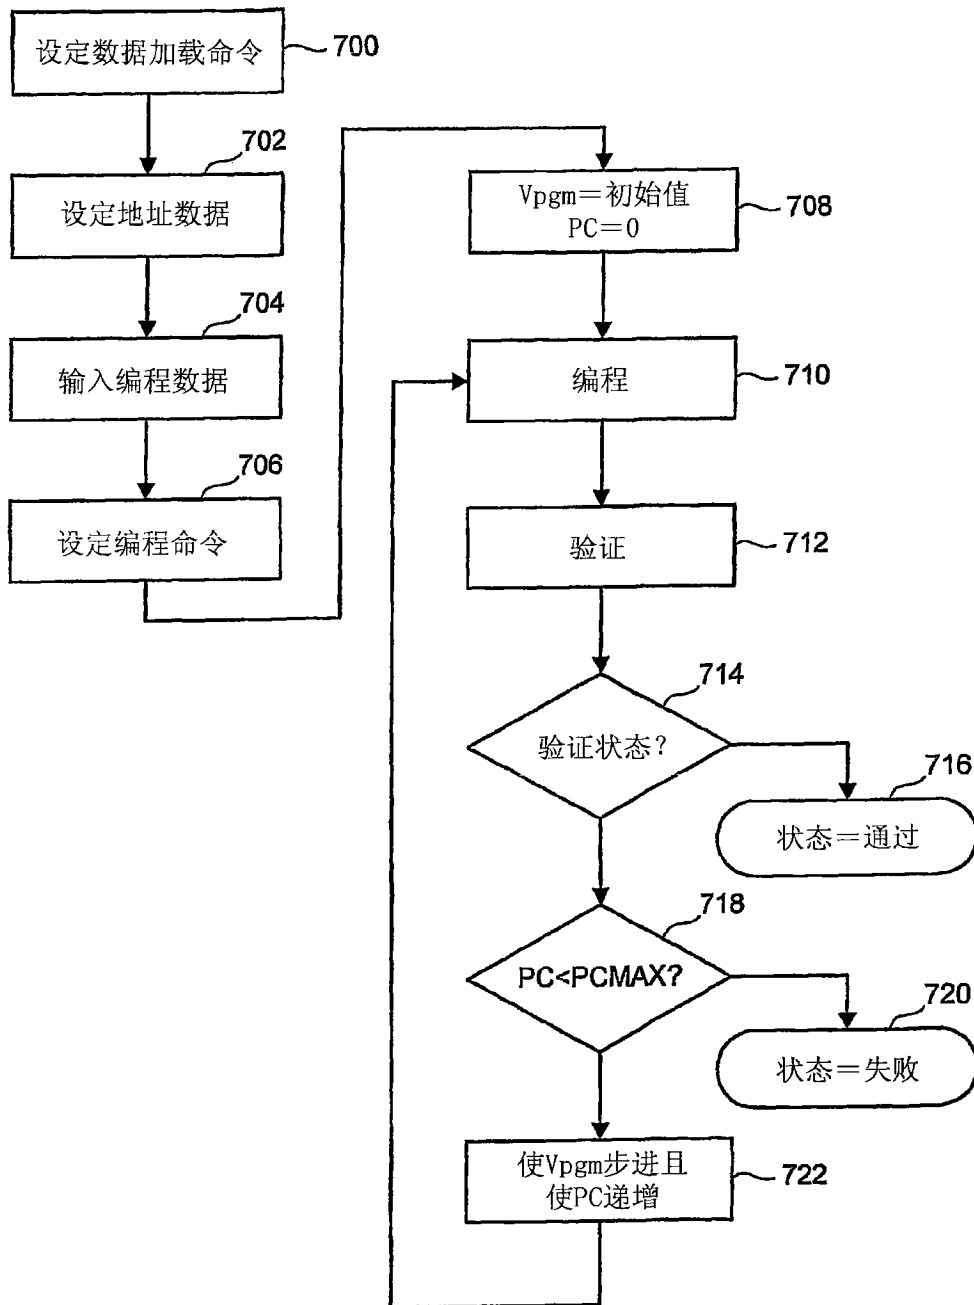 设定数据加载命令
700
702
设定地址数据
704
输入编程数据
706
设定编程命令
Vpgm＝初始值
PC＝0
708
编程
710
验证
712
714
验证状态？
716
状态＝通过
718
PC<PCMAX?
720
状态＝失败
使Vpgm步进且
使PC递增
722